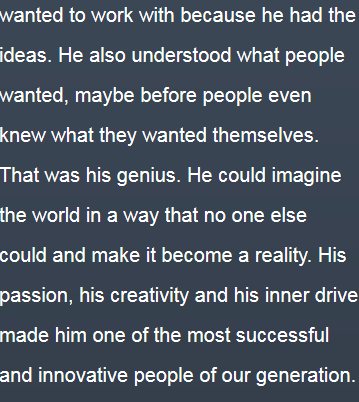 wanted to work with because he had the
ideas. He also understood what people
wanted, maybe before people even
knew what they wanted themselves.
That was his genius. He could imagine
the world in a way that no one else
could and make it become a reality. His
passion, his creativity and his inner drive
made him one of the most successful
and innovative people of our generation.